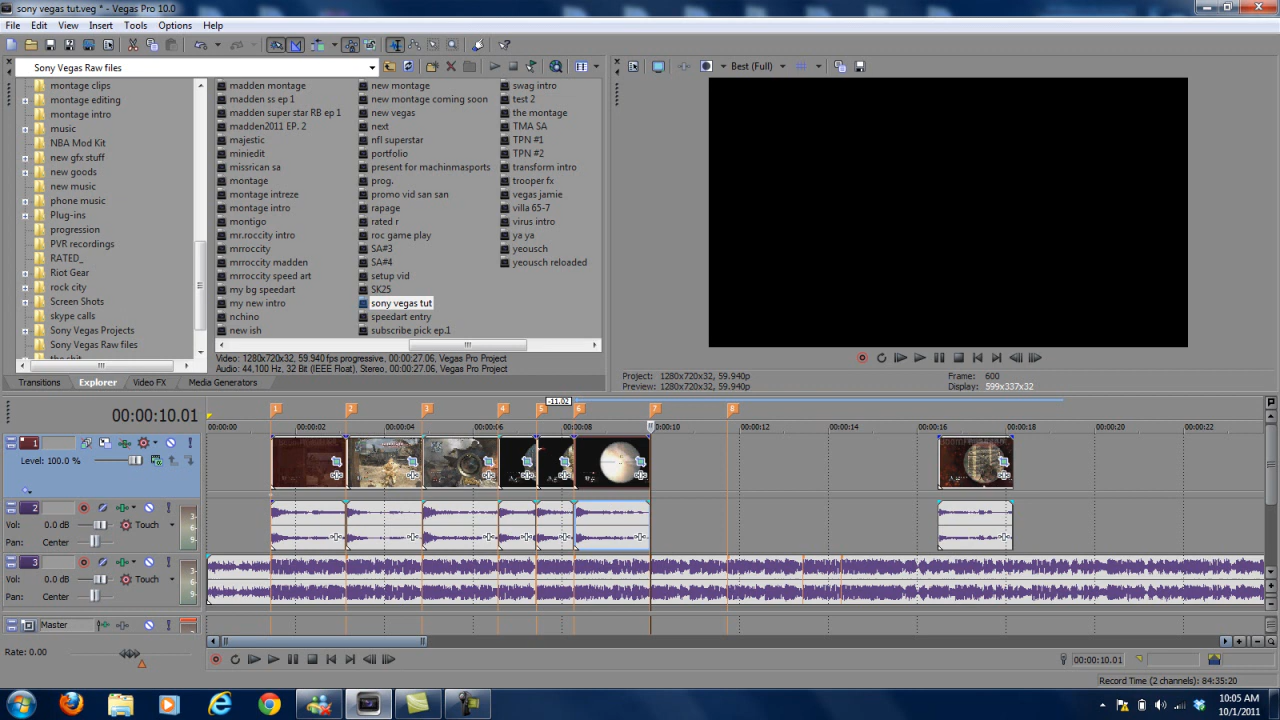 sony vegas tut.veg * - Vegas Pro 10.0
File Edit View Insert Tools Options Help
Sony Vegas Raw files
montage clips
montage editing
montage intro
music
NBA Mod Kit
new gfx stuff
new goods
new music
phone music
Plug-ins
progression
PVR recordings
RATED_
Riot Gear
rock city
Screen Shots
skype calls
Sony Vegas Projects
Sony Vegas Raw files
madden montage
madden ss ep 1
madden super star RB ep 1
madden2011 EP. 2
majestic
miniedit
missrican sa
montage
montage intreze
montage intro
montigo
mr.roccity intro
mrroccity
mrroccity madden
mrroccity speed art
my bg speedart
my new intro
nchino
new ish
new montage
new montage coming soon
new vegas
next
nfl superstar
portfolio
present for machinmasports
prog.
promo vid san san
rapage
rated r
roc game play
SA#3
SA#4
setup vid
SK25
sony vegas tut
speedart entry
subscribe pick ep.1
swag intro
test 2
the montage
TMA SA
TPN #1
TPN #2
transform intro
trooper fx
vegas jamie
villa 65-7
virus intro
ya ya
yeousch
yeousch reloaded
Video: 1280x720x32, 59.940 fps progressive, 00:00:27.06, Vegas Pro Project
Audio: 44,100 Hz, 32 Bit (IEEE Float), Stereo, 00:00:27.06, Vegas Pro Project
Transitions Explorer Video FX Media Generators
Best (Full)
Project: 1280x720x32, 59.940p
Preview: 1280x720x32, 59.940p
Frame: 600
Display: 599x337x32
-11.02
00:00:10.01
1 2 3 4 5 6 7 8
00:00:00 00:00:02 00:00:04 00:00:06 00:00:08 00:00:10 00:00:12 00:00:14 00:00:16 00:00:18 00:00:20 00:00:22
1
Level: 100.0 %
2
Vol: 0.0 dB Touch
Pan: Center
3
Vol: 0.0 dB Touch
Pan: Center
Master
Rate: 0.00
00:00:10.01
Record Time (2 channels): 84:35:20
10:05 AM
10/1/2011